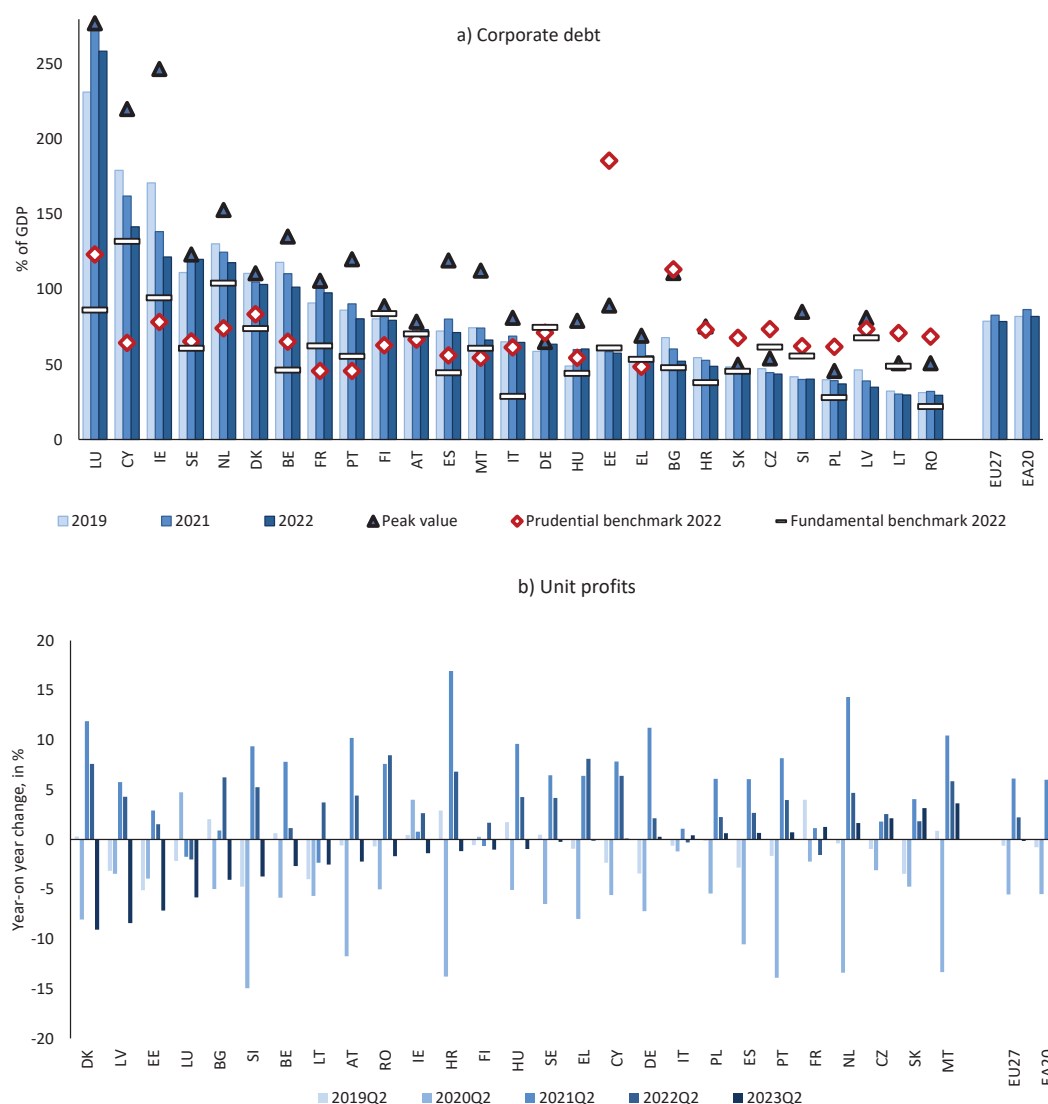 a) Corporate debt
% of GDP
250
200
150
100
50
0
LU CY IE SE NL DK BE FR PT FI AT ES MT IT DE HU EE EL BG HR SK CZ SI PL LV LT RO EU27 EA20
2019 2021 2022 Peak value Prudential benchmark 2022 Fundamental benchmark 2022
b) Unit profits
Year-on year change, in %
20
15
10
5
0
-5
-10
-15
-20
DK LV EE LU BG SI BE LT AT RO IE HR FI HU SE EL CY DE IT PL ES PT FR NL CZ SK MT EU27 EA20
2019Q2 2020Q2 2021Q2 2022Q2 2023Q2